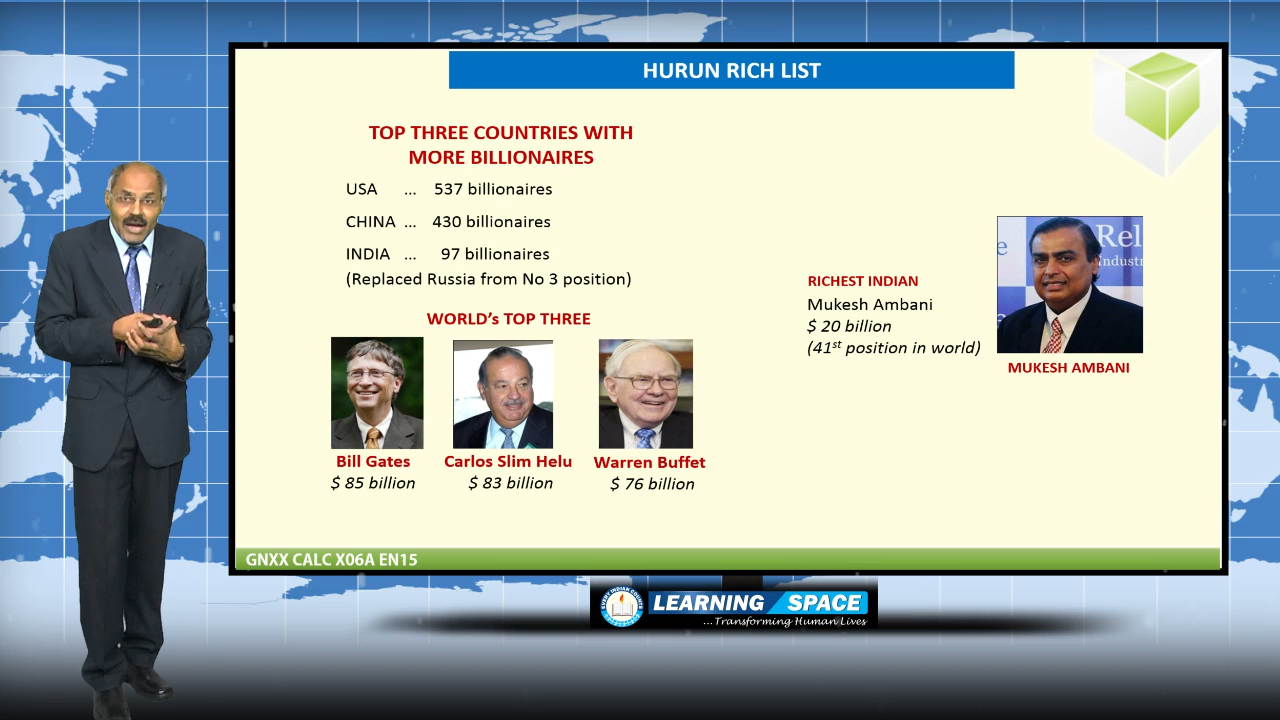 HURUN RICH LIST
TOP THREE COUNTRIES WITH
MORE BILLIONAIRES
USA ... 537 billionaires
CHINA ... 430 billionaires
INDIA ... 97 billionaires
(Replaced Russia from No 3 position)
WORLD's TOP THREE
Bill Gates
$ 85 billion
Carlos Slim Helu
$ 83 billion
Warren Buffet
$ 76 billion
RICHEST INDIAN
Mukesh Ambani
$ 20 billion
(41st position in world)
e
Rel
Industr
MUKESH AMBANI
GNXX CALC X06A EN15
LEARNING SPACE
...Transforming Human Lives